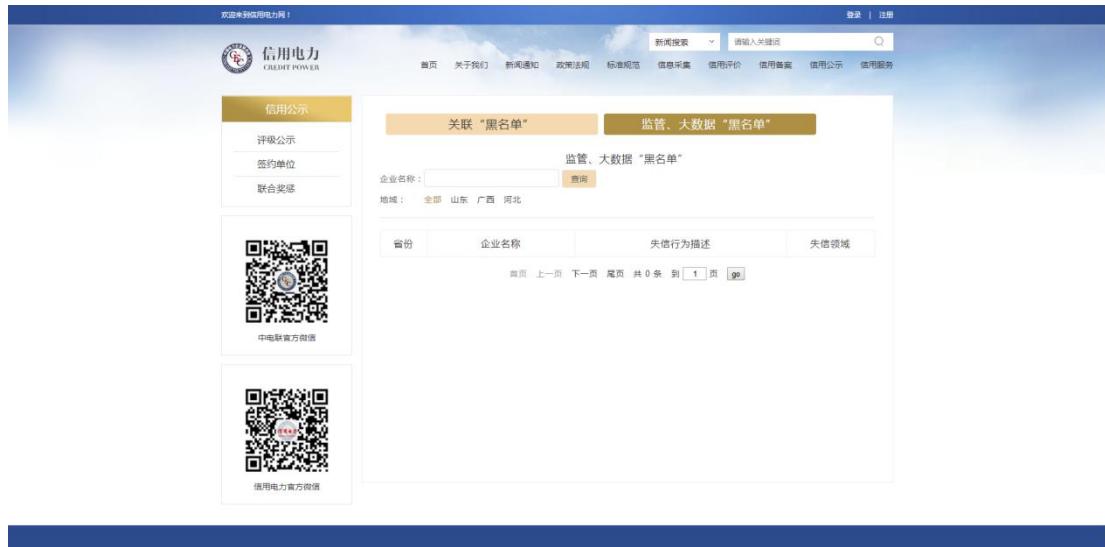 欢迎来到信用电力网！
登录 | 注册
信用电力
CREDIT POWER
新闻搜索
请输入关键词
首页 关于我们 新闻通知 政策法规 标准规范 信息采集 信用评价 信用备案 信用公示 信用服务
信用公示
评级公示
签约单位
联合奖惩
中电联官方微信
信用电力官方微信
关联“黑名单”
监管、大数据“黑名单”
监管、大数据“黑名单”
企业名称： 查询
地域： 全部 山东 广西 河北
省份 企业名称 失信行为描述 失信领域
首页 上一页 下一页 尾页 共 0 条 到 1 页 go